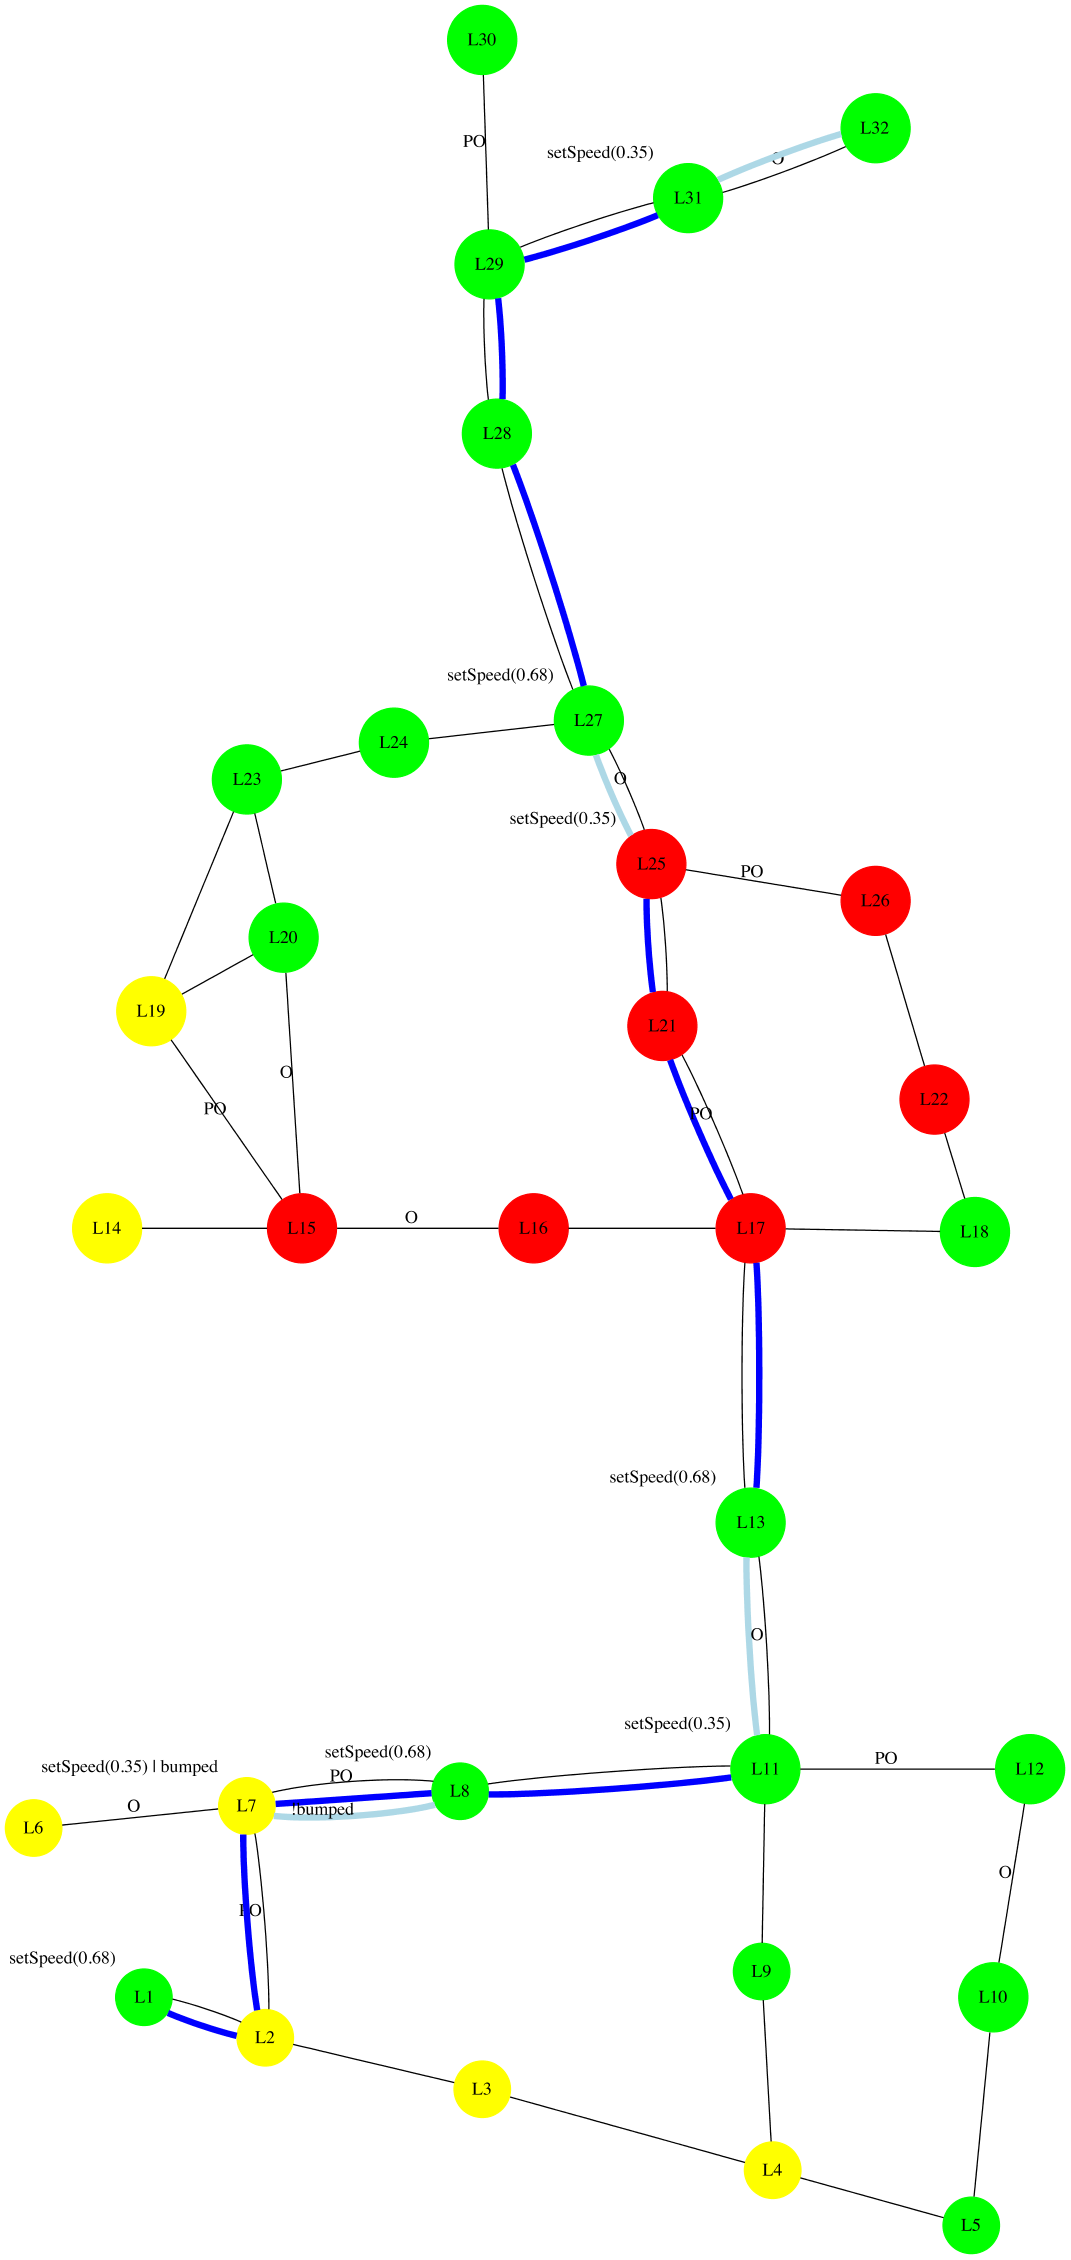 L30
L32
PO
setSpeed(0.35)
O
L31
L29
L28
setSpeed(0.68)
L27
L24
L23
O
setSpeed(0.35)
L25
PO
L26
L20
L19
L21
O
L22
PO
PO
L14
L15
O
L16
L17
L18
setSpeed(0.68)
L13
O
setSpeed(0.35)
L11
PO
L12
setSpeed(0.68)
setSpeed(0.35) | bumped
PO
L8
L7
!bumped
O
L6
O
PO
setSpeed(0.68)
L9
L1
L10
L2
L3
L4
L5